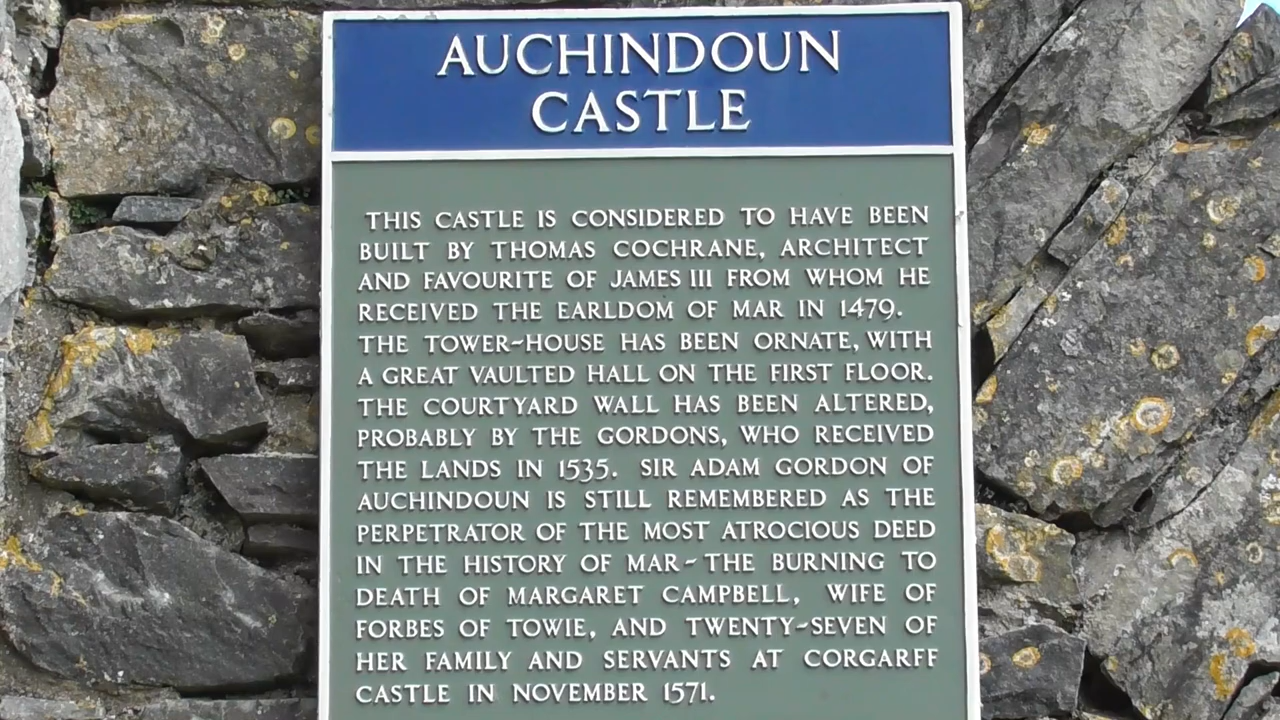 AUCHINDOUN
CASTLE
THIS CASTLE IS CONSIDERED TO HAVE BEEN
BUILT BY THOMAS COCHRANE, ARCHITECT
AND FAVOURITE OF JAMES III FROM WHOM HE
RECEIVED THE EARLDOM OF MAR IN 1479.
THE TOWER~HOUSE HAS BEEN ORNATE, WITH
A GREAT VAULTED HALL ON THE FIRST FLOOR.
THE COURTYARD WALL HAS BEEN ALTERED,
PROBABLY BY THE GORDONS, WHO RECEIVED
THE LANDS IN 1535. SIR ADAM GORDON OF
AUCHINDOUN IS STILL REMEMBERED AS THE
PERPETRATOR OF THE MOST ATROCIOUS DEED
IN THE HISTORY OF MAR~THE BURNING TO
DEATH OF MARGARET CAMPBELL, WIFE OF
FORBES OF TOWIE, AND TWENTY~SEVEN OF
HER FAMILY AND SERVANTS AT CORGARFF
CASTLE IN NOVEMBER 1571.